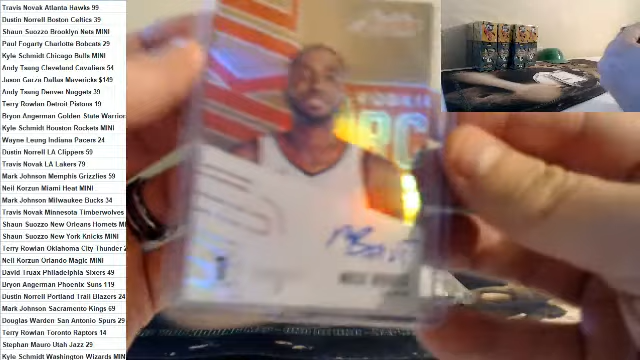 Travis Novak Atlanta Hawks 99
Dustin Norrell Boston Celtics 39
Shaun Suozzo Brooklyn Nets MINI
Paul Fogarty Charlotte Bobcats 29
Kyle Schmidt Chicago Bulls MINI
Andy Tsang Cleveland Cavaliers 54
Jason Garza Dallas Mavericks $149
Andy Tsang Denver Nuggets 39
Terry Rowlan Detroit Pistons 19
Bryon Angerman Golden State Warrior
Kyle Schmidt Houston Rockets MINI
Wayne Leung Indiana Pacers 24
Dustin Norrell LA Clippers 59
Travis Novak LA Lakers 79
Mark Johnson Memphis Grizzlies 59
Neil Korzun Miami Heat MINI
Mark Johnson Milwaukee Bucks 34
Travis Novak Minnesota Timberwolves
Shaun Suozzo New Orleans Hornets MI
Shaun Suozzo New York Knicks MINI
Terry Rowlan Oklahoma City Thunder 2
Neil Korzun Orlando Magic MINI
David Truax Philadelphia Sixers 49
Bryon Angerman Phoenix Suns 119
Dustin Norrell Portland Trail Blazers 24
Mark Johnson Sacramento Kings 69
Douglas Warden San Antonio Spurs 29
Terry Rowlan Toronto Raptors 14
Stephan Mauro Utah Jazz 29
Kyle Schmidt Washington Wizards MIN
RC